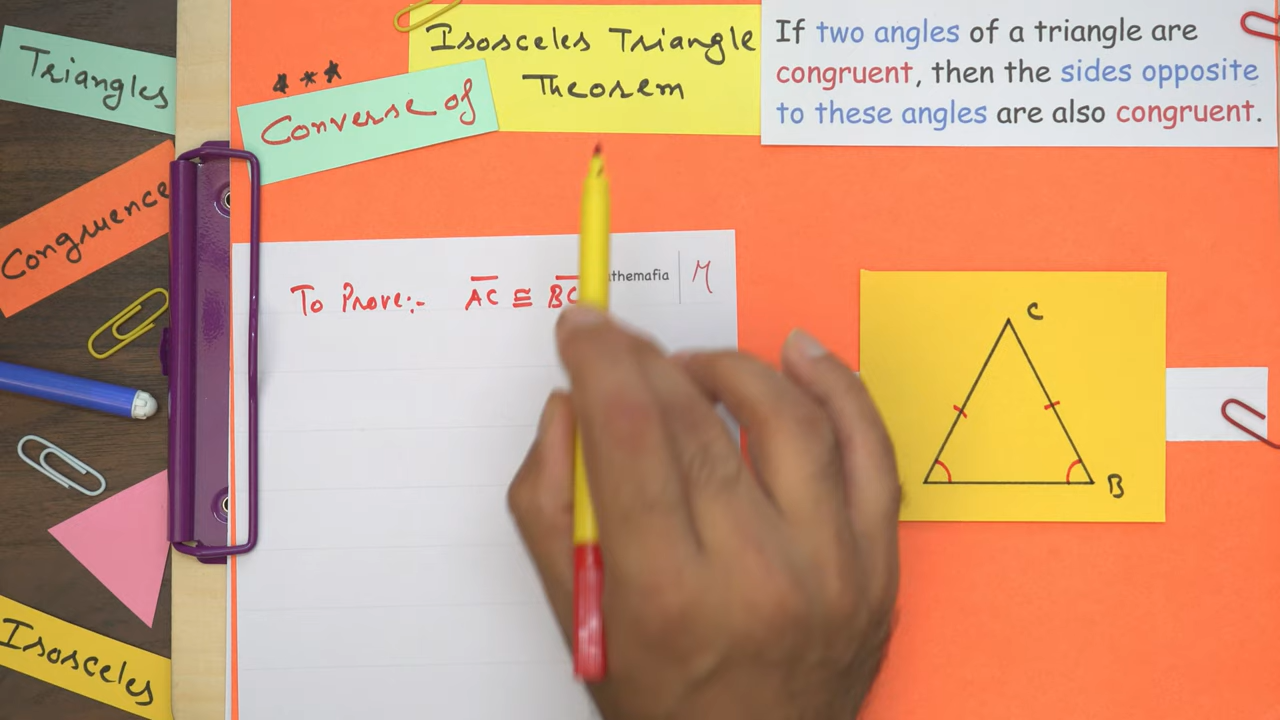 Triangles
Congruence
Isosceles
Isosceles Triangle
Theorem
Converse of
If two angles of a triangle are
congruent, then the sides opposite
to these angles are also congruent.
To Prove:- AC ≅ BC
M
C
B